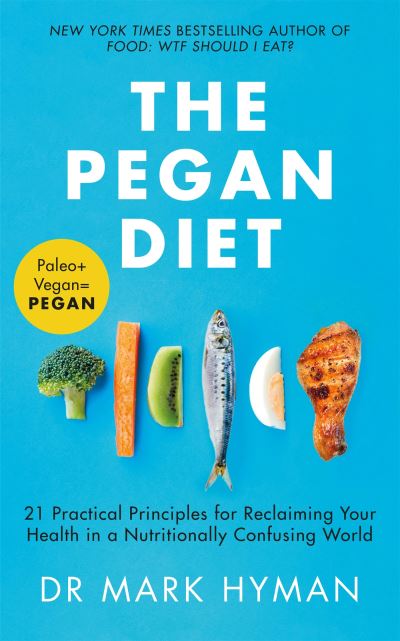 NEW YORK TIMES BESTSELLING AUTHOR OF
FOOD: WTF SHOULD I EAT?
THE
PEGAN
DIET
Paleo+
Vegan=
PEGAN
21 Practical Principles for Reclaiming Your
Health in a Nutritionally Confusing World
DR MARK HYMAN